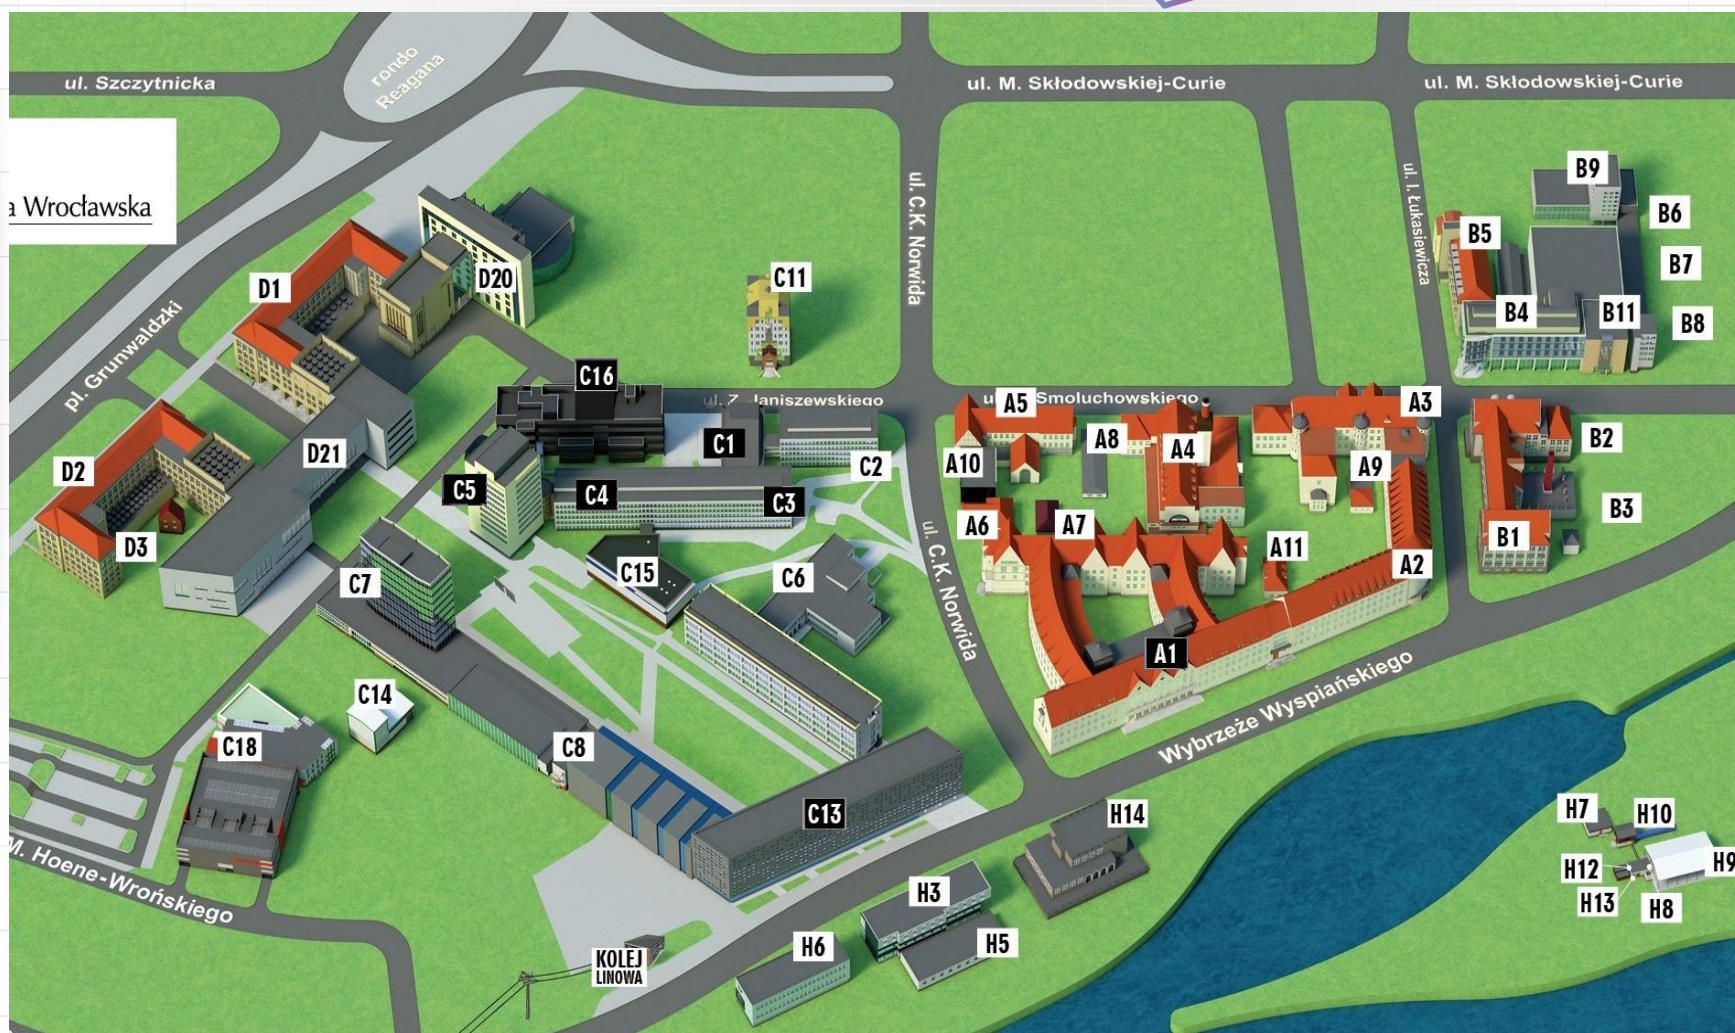 rondo
Reagana
ul. Szczytnicka
ul. M. Skłodowskiej-Curie
ul. M. Skłodowskiej-Curie
a Wrocławska
ul. C.K. Norwida
ul. I. Łukasiewicza
B9
B6
B5
B7
D1
D20
C11
B4
B11
B8
pl. Grunwaldzki
C16
ul. Z. Janiszewskiego
ul. Smoluchowskiego
A5
A3
C1
A8
A4
B2
D2
D21
C5
C4
C3
C2
A10
A9
B3
D3
A6
A7
B1
C7
C15
C6
ul. C.K. Norwida
A11
A2
A1
C14
Wybrzeże Wyspiańskiego
C18
C8
C13
H14
H7
H10
M. Hoene-Wrońskiego
H12
H9
H13
H8
H3
H6
H5
KOLEJ
LINOWA